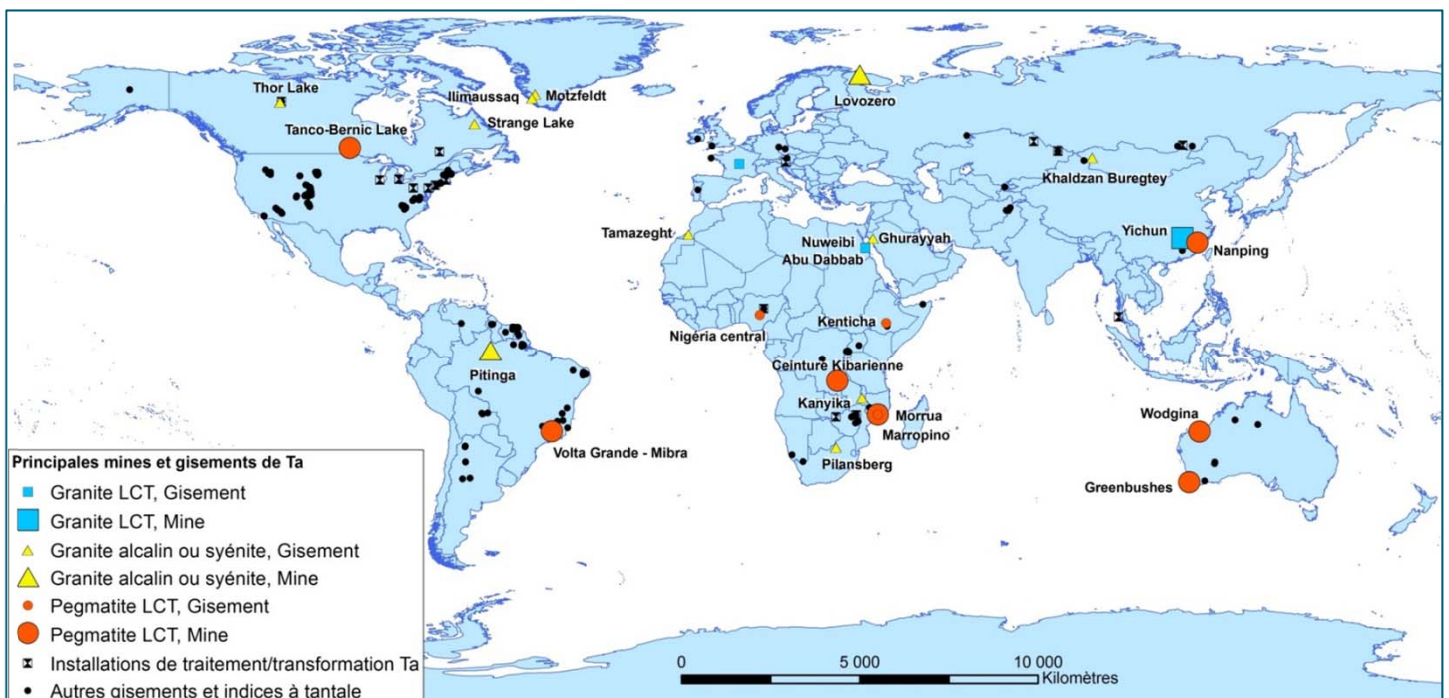 Thor Lake
Ilimaussaq
Motzfeldt
Strange Lake
Tanco-Bernic Lake
Lovozero
Khaldzan Buregtey
Tamazeght
Nuweibi
Abu Dabbab
Ghurayyah
Yichun
Nanping
Nigéria central
Kenticha
Ceinture Kibarienne
Pitinga
Kanyika
Morrua
Marropino
Wodgina
Volta Grande - Mibra
Pilansberg
Greenbushes
Principales mines et gisements de Ta
Granite LCT, Gisement
Granite LCT, Mine
Granite alcalin ou syénite, Gisement
Granite alcalin ou syénite, Mine
Pegmatite LCT, Gisement
Pegmatite LCT, Mine
Installations de traitement/transformation Ta
Autres gisements et indices à tantale
0 5 000 10 000
Kilomètres